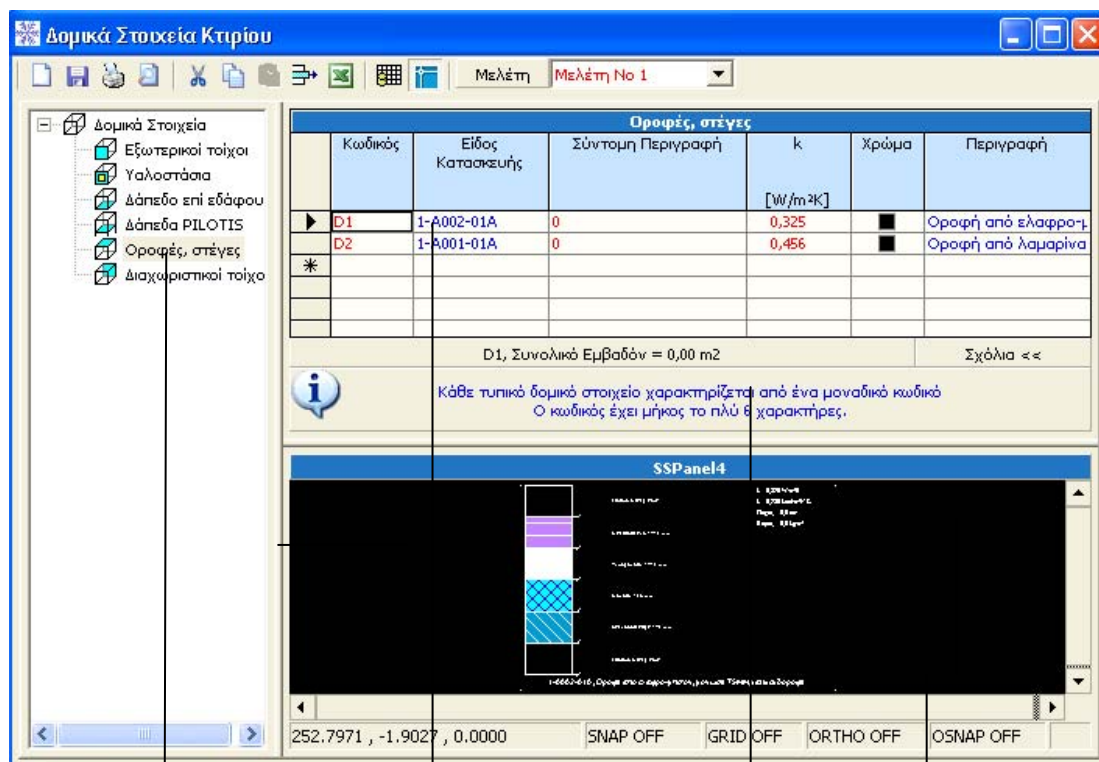 Δομικά Στοιχεία Κτιρίου
Μελέτη Μελέτη Νο 1
Δομικά Στοιχεία
Εξωτερικοί τοίχοι
Υαλοστάσια
Δάπεδο επί εδάφου
Δάπεδα PILOTIS
Οροφές, στέγες
Διαχωριστικοί τοίχο
Οροφές, στέγες
Κωδικός Είδος Κατασκευής Σύντομη Περιγραφή k [W/m²K] Χρώμα Περιγραφή
D1 1-A002-01A 0 0,325 Οροφή από ελαφρο-μ
D2 1-A001-01A 0 0,456 Οροφή από λαμαρίνα
D1, Συνολικό Εμβαδόν = 0,00 m2 Σχόλια <<
Κάθε τυπικό δομικό στοιχείο χαρακτηρίζεται από ένα μοναδικό κωδικό
Ο κωδικός έχει μήκος το πλύ 6 χαρακτήρες.
SSPanel4
252.7971 , -1.9027 , 0.0000 SNAP OFF GRID OFF ORTHO OFF OSNAP OFF